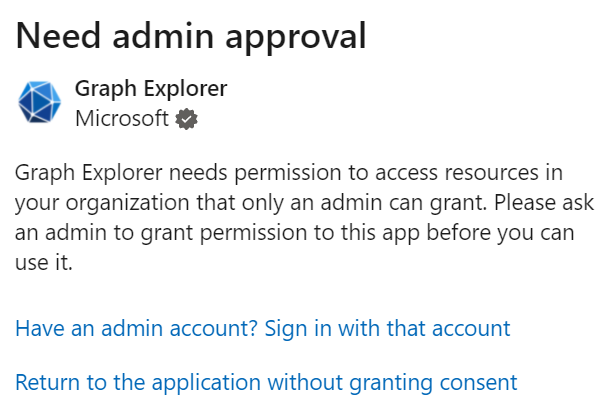 Need admin approval
Graph Explorer
Microsoft
Graph Explorer needs permission to access resources in
your organization that only an admin can grant. Please ask
an admin to grant permission to this app before you can
use it.
Have an admin account? Sign in with that account
Return to the application without granting consent